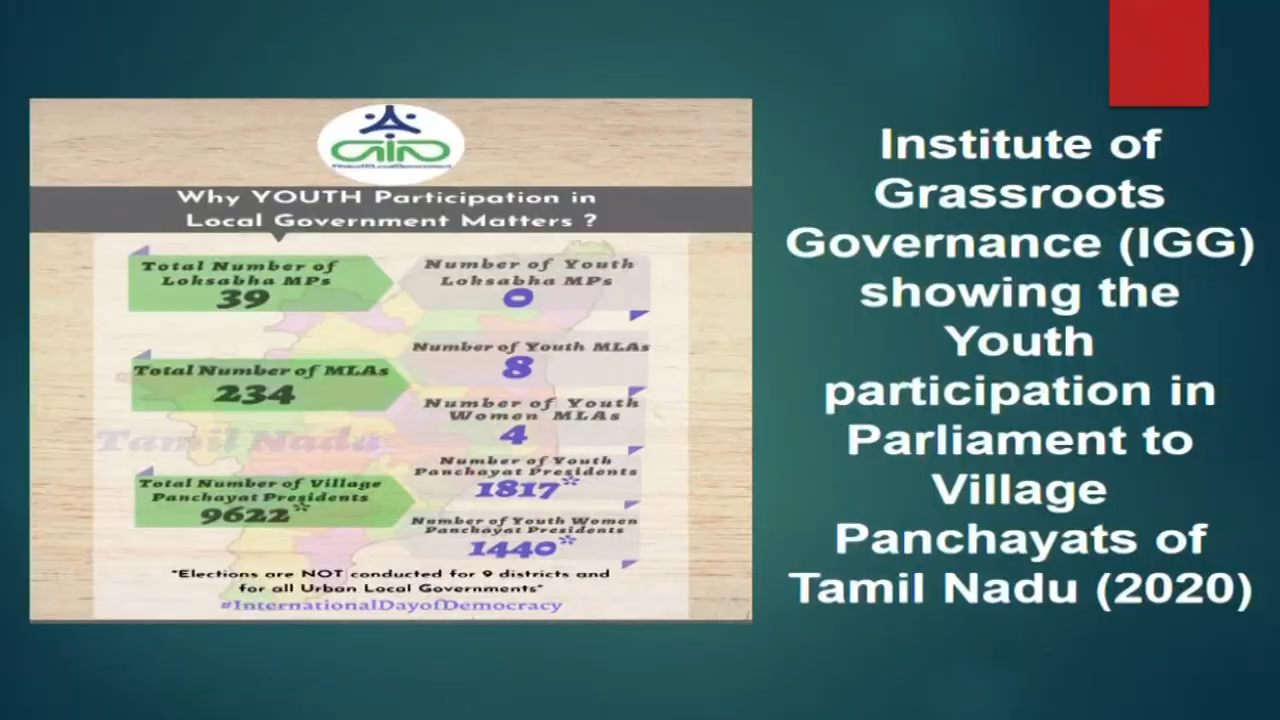 Why YOUTH Participation in
Local Government Matters ?
Total Number of
Loksabha MPs
39
Number of Youth
Loksabha MPs
0
Total Number of MLAs
234
Number of Youth MLAs
8
Number of Youth
Women MLAs
4
Tamil Nadu
Total Number of Village
Panchayat Presidents
9622*
Number of Youth
Panchayat Presidents
1817*
Number of Youth Women
Panchayat Presidents
1440*
*Elections are NOT conducted for 9 districts and
for all Urban Local Governments*
#InternationalDayofDemocracy
Institute of
Grassroots
Governance (IGG)
showing the
Youth
participation in
Parliament to
Village
Panchayats of
Tamil Nadu (2020)